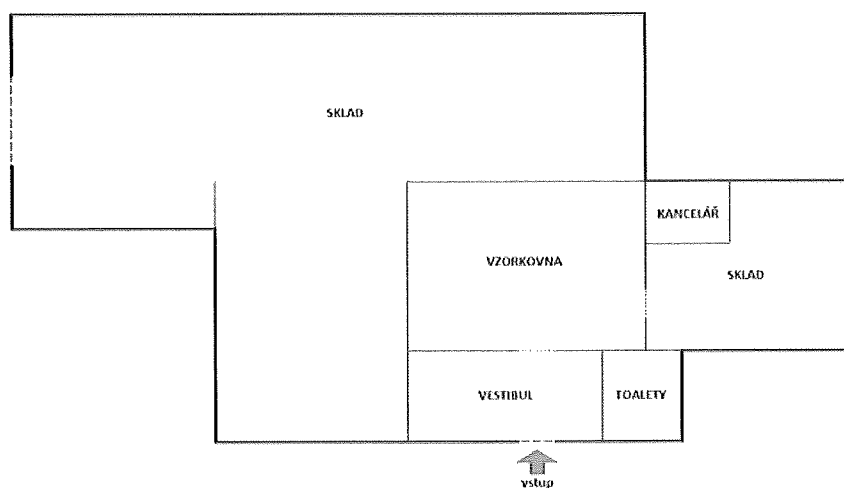 SKLAD
KANCELÁŘ
VZORKOVNA
SKLAD
VESTIBUL
TOALETY
vstup